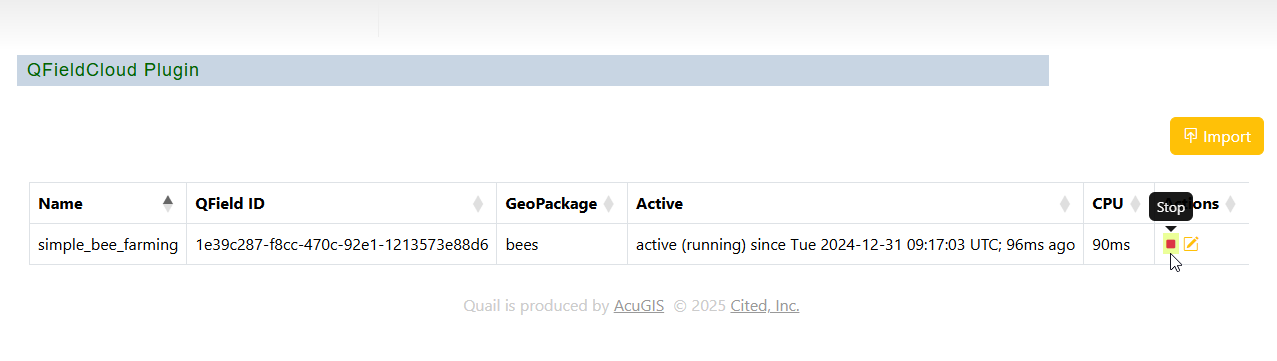 QFieldCloud Plugin
Import
Stop
Name QField ID GeoPackage Active CPU Actions
simple_bee_farming 1e39c287-f8cc-470c-92e1-1213573e88d6 bees active (running) since Tue 2024-12-31 09:17:03 UTC; 96ms ago 90ms
Quail is produced by AcuGIS © 2025 Cited, Inc.